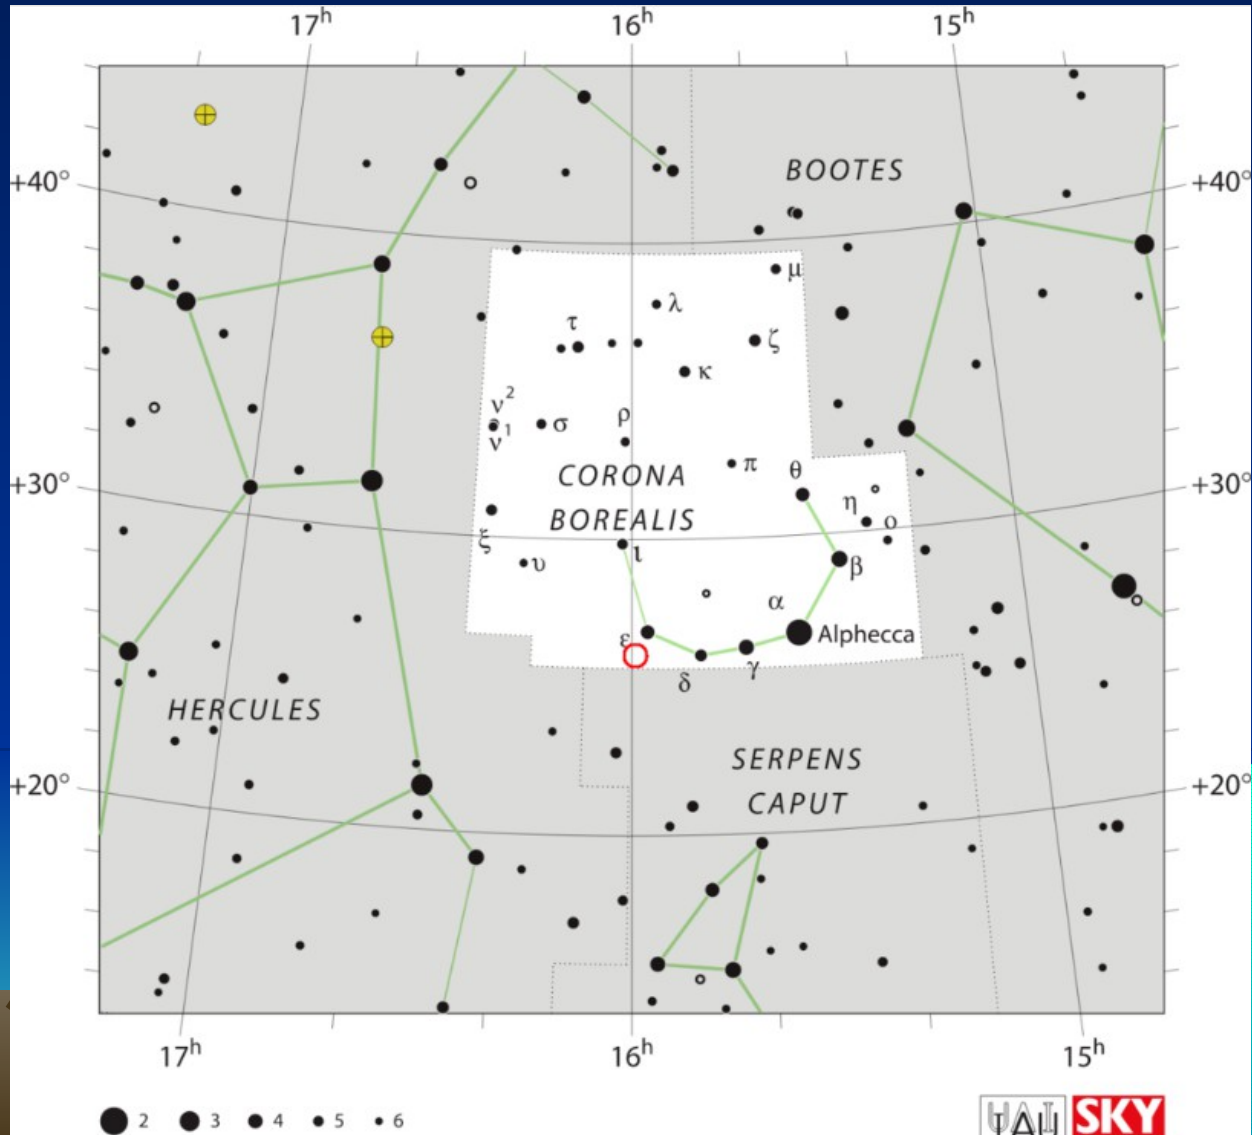 17h 16h 15h
BOOTES
+40° +40°
μ
λ
τ
ζ
κ
ν2
ν1 σ ρ
π θ
CORONA
+30° +30°
η
BOREALIS ο
ξ
ι
υ β
α
ε Alphecca
δ γ
HERCULES
SERPENS
CAPUT
+20° +20°
17h 16h 15h
2 3 4 5 6
UAI SKY